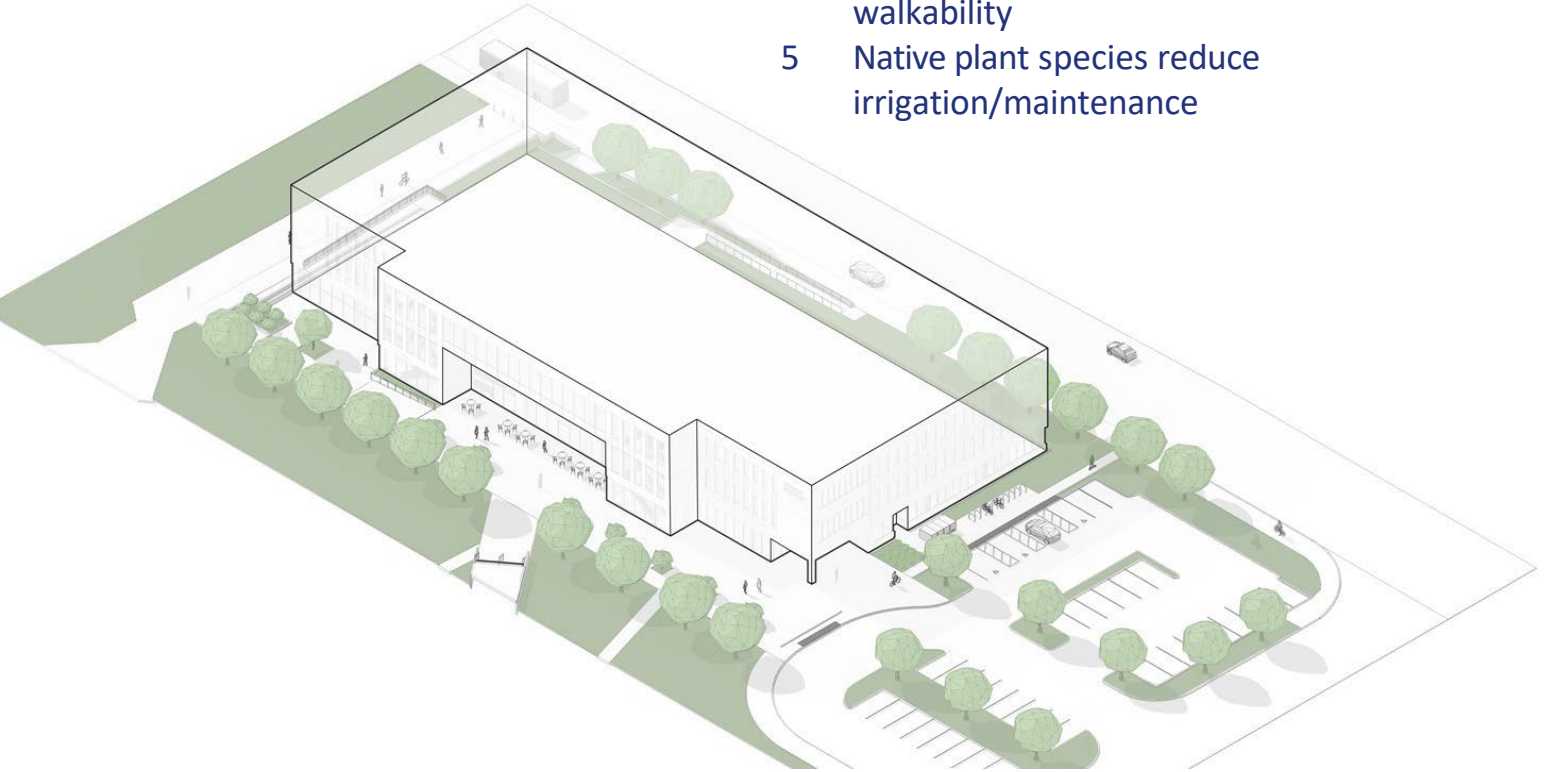 walkability
5 Native plant species reduce
irrigation/maintenance